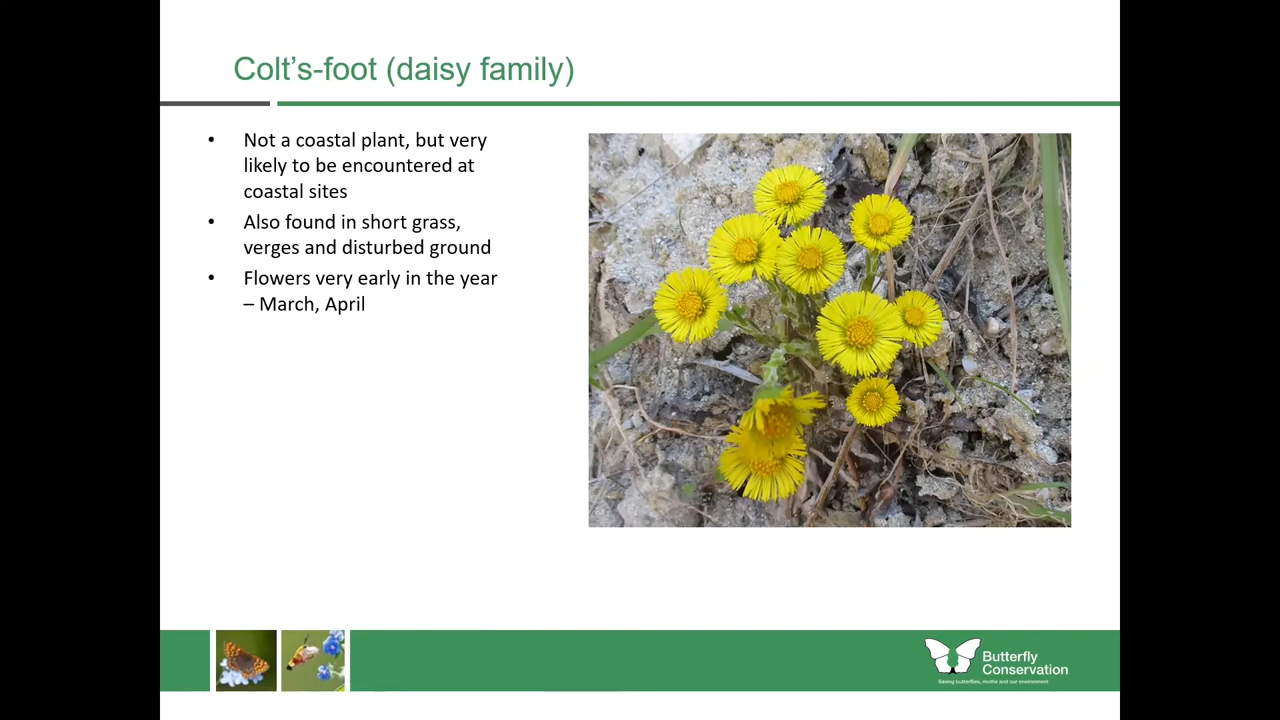 Colt’s-foot (daisy family)
• Not a coastal plant, but very
likely to be encountered at
coastal sites
• Also found in short grass,
verges and disturbed ground
• Flowers very early in the year
– March, April
Butterfly
Conservation
Saving butterflies, moths and our environment